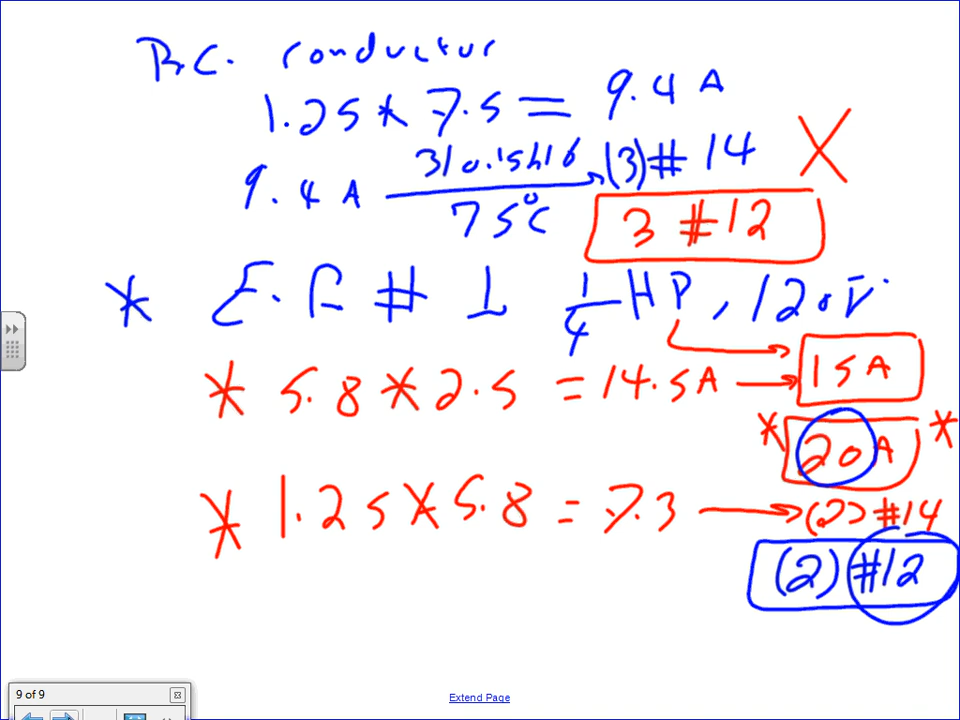 B.C. conductor
1.25 * 7.5 = 9.4 A
9.4 A 310.15b16 75°C (3) # 14 X
3 #12
* E.F. # 1 1/4 HP, 120V.
* 5.8 * 2.5 = 14.5A 15A
* 20A *
* 1.25 * 5.8 = 7.3 (2) #14
(2) #12
9 of 9
Extend Page